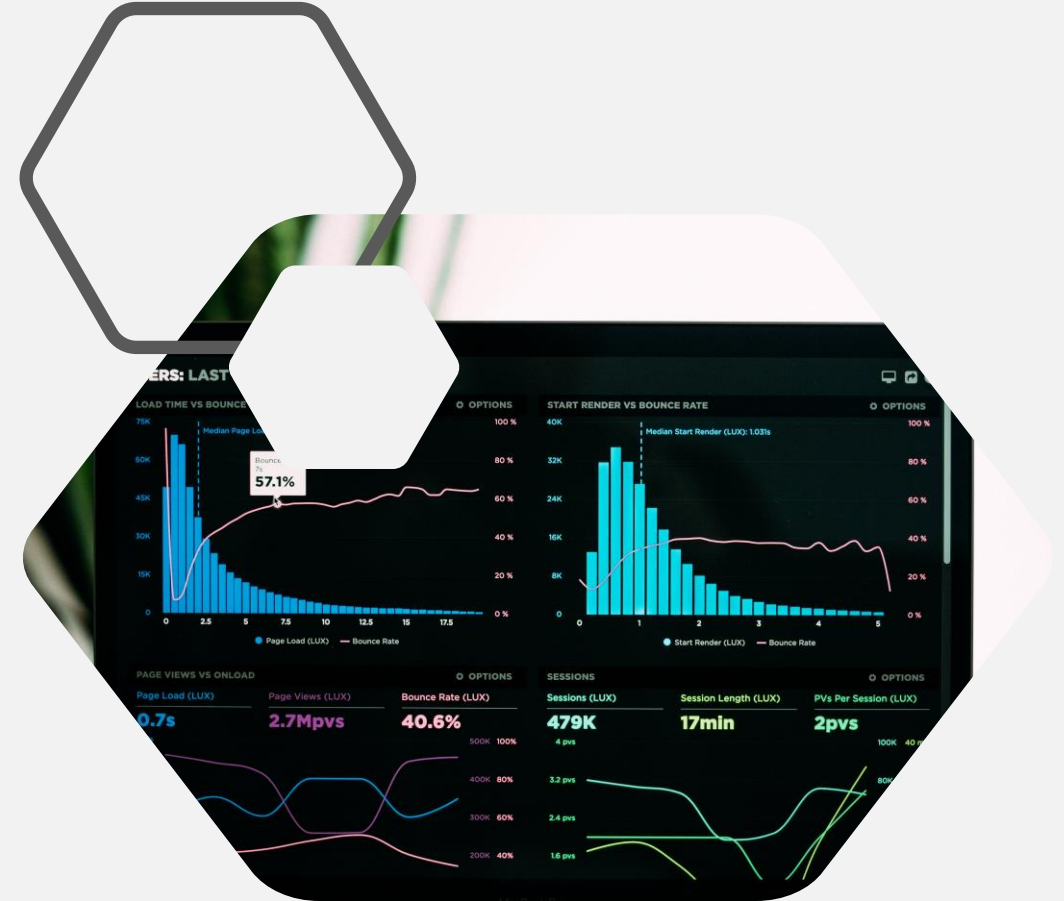 ERS: LAST
LOAD TIME VS BOUNCE
OPTIONS
75K
60K
45K
30K
15K
0
Median Page Lo
100 %
80 %
60 %
40 %
20 %
0 %
Bounce
7s
57.1%
0 2.5 5 7.5 10 12.5 15 17.5
Page Load (LUX) Bounce Rate
START RENDER VS BOUNCE RATE
OPTIONS
40K
32K
24K
16K
8K
0
Median Start Render (LUX): 1.031s
100 %
80 %
60 %
40 %
20 %
0 %
0 1 2 3 4 5
Start Render (LUX) Bounce Rate
PAGE VIEWS VS ONLOAD
OPTIONS
Page Load (LUX) Page Views (LUX) Bounce Rate (LUX)
0.7s 2.7Mpvs 40.6%
500K 100%
400K 80%
300K 60%
200K 40%
SESSIONS
OPTIONS
Sessions (LUX) Session Length (LUX) PVs Per Session (LUX)
479K 17min 2pvs
4 pvs
3.2 pvs
2.4 pvs
1.6 pvs
100K 40
80K